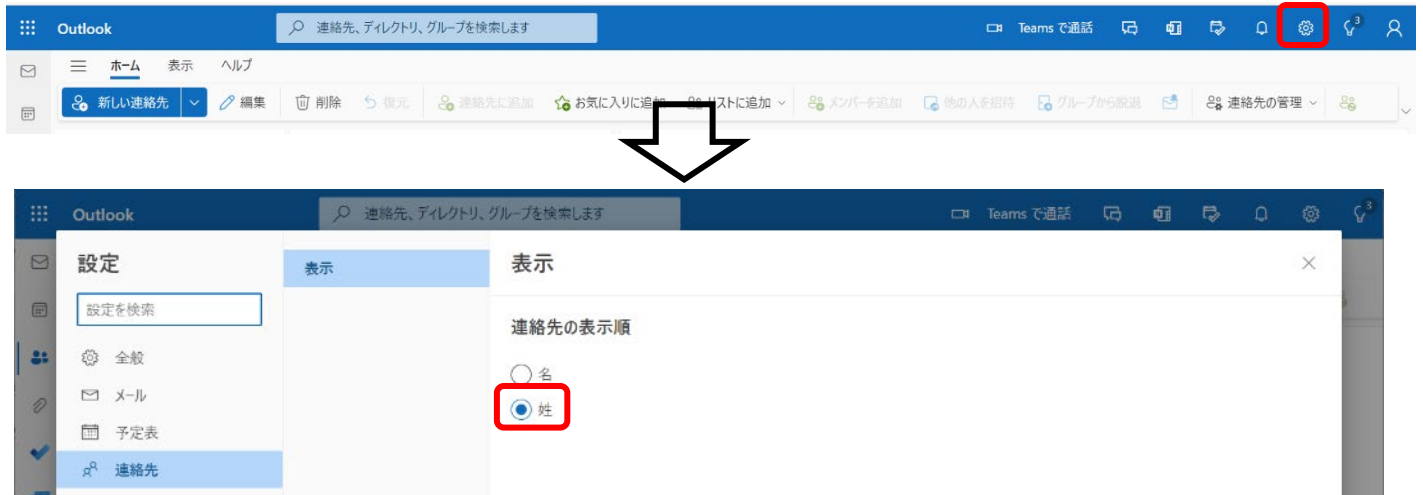 Outlook
連絡先、ディレクトリ、グループを検索します
Teams で通話
3
ホーム 表示 ヘルプ
新しい連絡先 編集 削除 復元 連絡先に追加 お気に入りに追加 リストに追加 メンバーを追加 他の人を招待 グループから脱退 連絡先の管理
Outlook
連絡先、ディレクトリ、グループを検索します
Teams で通話
3
設定
設定を検索
全般
メール
予定表
連絡先
表示
表示
連絡先の表示順
名
姓